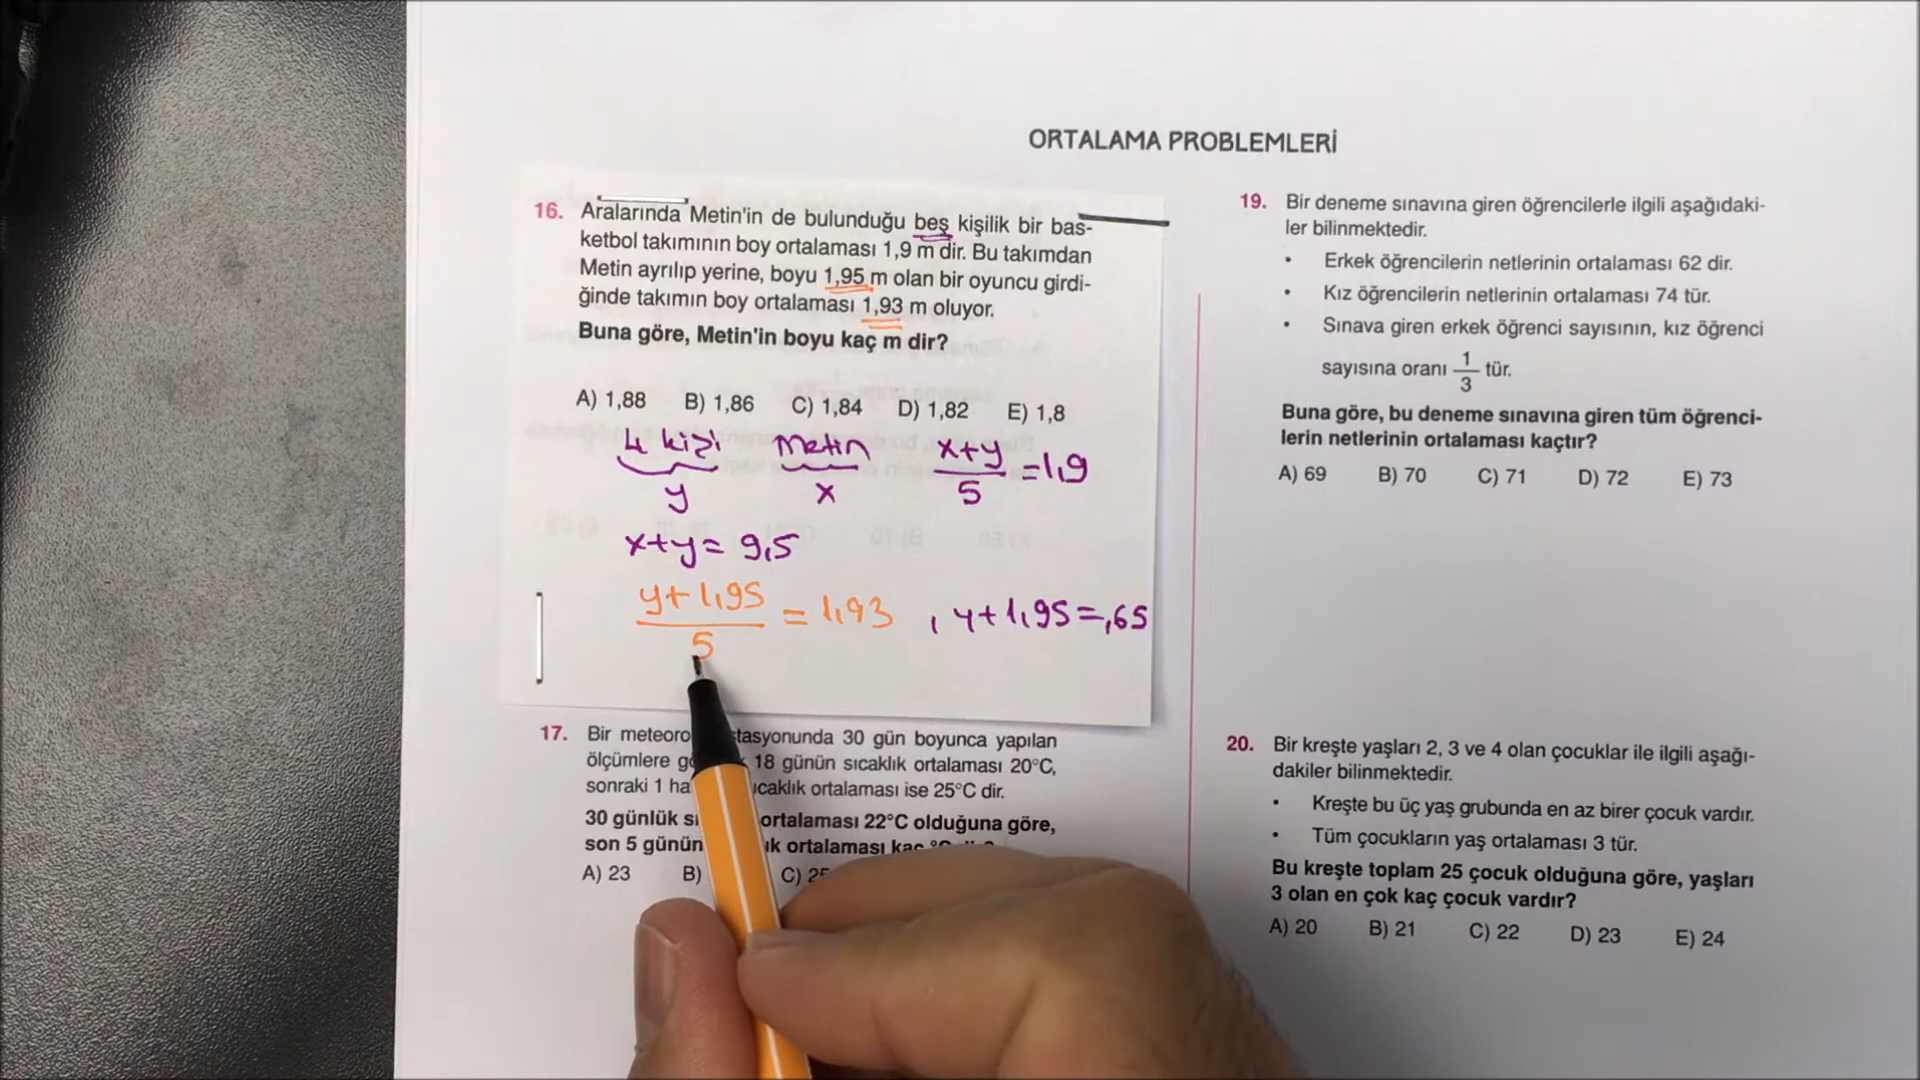 ORTALAMA PROBLEMLERİ
16. Aralarında Metin'in de bulunduğu beş kişilik bir bas-
ketbol takımının boy ortalaması 1,9 m dir. Bu takımdan
Metin ayrılıp yerine, boyu 1,95 m olan bir oyuncu girdi-
ğinde takımın boy ortalaması 1,93 m oluyor.
Buna göre, Metin'in boyu kaç m dir?
A) 1,88 B) 1,86 C) 1,84 D) 1,82 E) 1,8
4 kişi Metin x+y/5 =1,9
y x
x+y= 9,5
y+1,95/5 = 1,93 , y+1,95=,65
17. Bir meteoro tasyonunda 30 gün boyunca yapılan
ölçümlere 18 günün sıcaklık ortalaması 20°C,
sonraki 1 ortalaması ise 25°C dir.
30 günlük ortalaması 22°C olduğuna göre,
son 5 günün ortalaması kaç
A) 23 B) C)
19. Bir deneme sınavına giren öğrencilerle ilgili aşağıdaki-
ler bilinmektedir.
• Erkek öğrencilerin netlerinin ortalaması 62 dir.
• Kız öğrencilerin netlerinin ortalaması 74 tür.
• Sınava giren erkek öğrenci sayısının, kız öğrenci
sayısına oranı 1/3 tür.
Buna göre, bu deneme sınavına giren tüm öğrenci-
lerin netlerinin ortalaması kaçtır?
A) 69 B) 70 C) 71 D) 72 E) 73
20. Bir kreşte yaşları 2, 3 ve 4 olan çocuklar ile ilgili aşağı-
dakiler bilinmektedir.
• Kreşte bu üç yaş grubunda en az birer çocuk vardır.
• Tüm çocukların yaş ortalaması 3 tür.
Bu kreşte toplam 25 çocuk olduğuna göre, yaşları
3 olan en çok kaç çocuk vardır?
A) 20 B) 21 C) 22 D) 23 E) 24